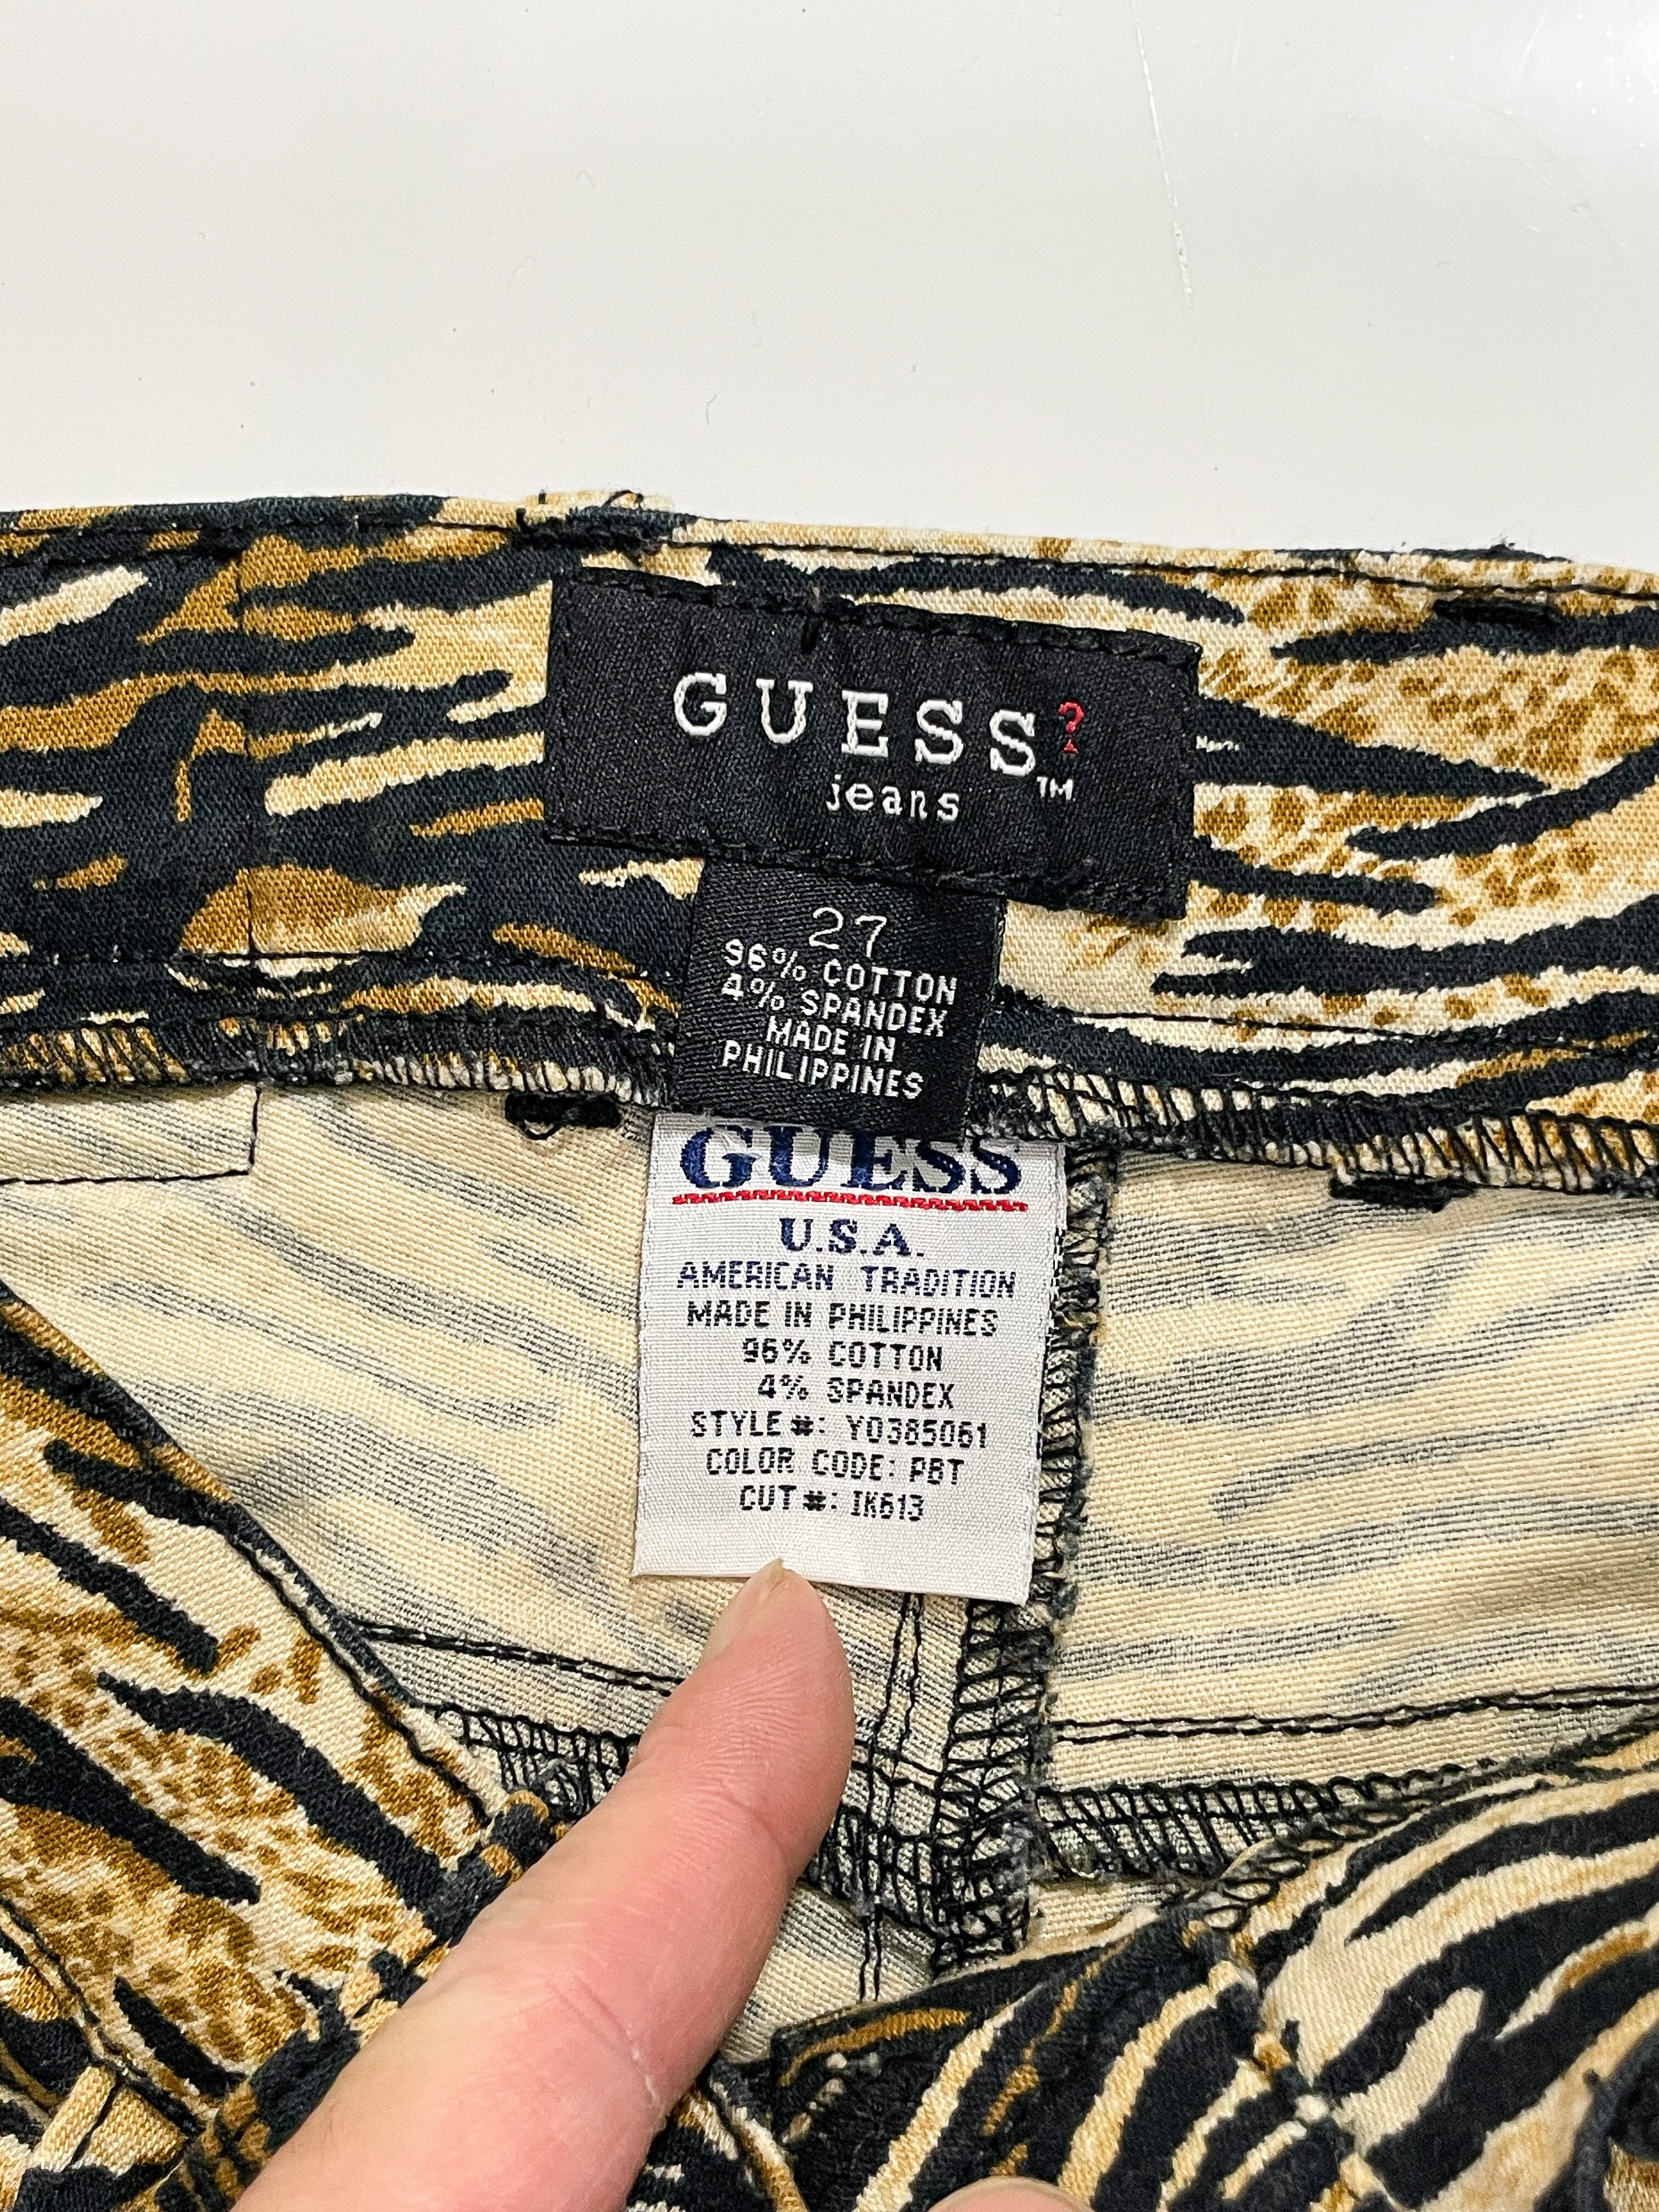 GUESS?
jeans TM
27
96% COTTON
4% SPANDEX
MADE IN
PHILIPPINES
GUESS
U.S.A.
AMERICAN TRADITION
MADE IN PHILIPPINES
96% COTTON
4% SPANDEX
STYLE #: Y0385061
COLOR CODE: PBT
CUT #: IK613